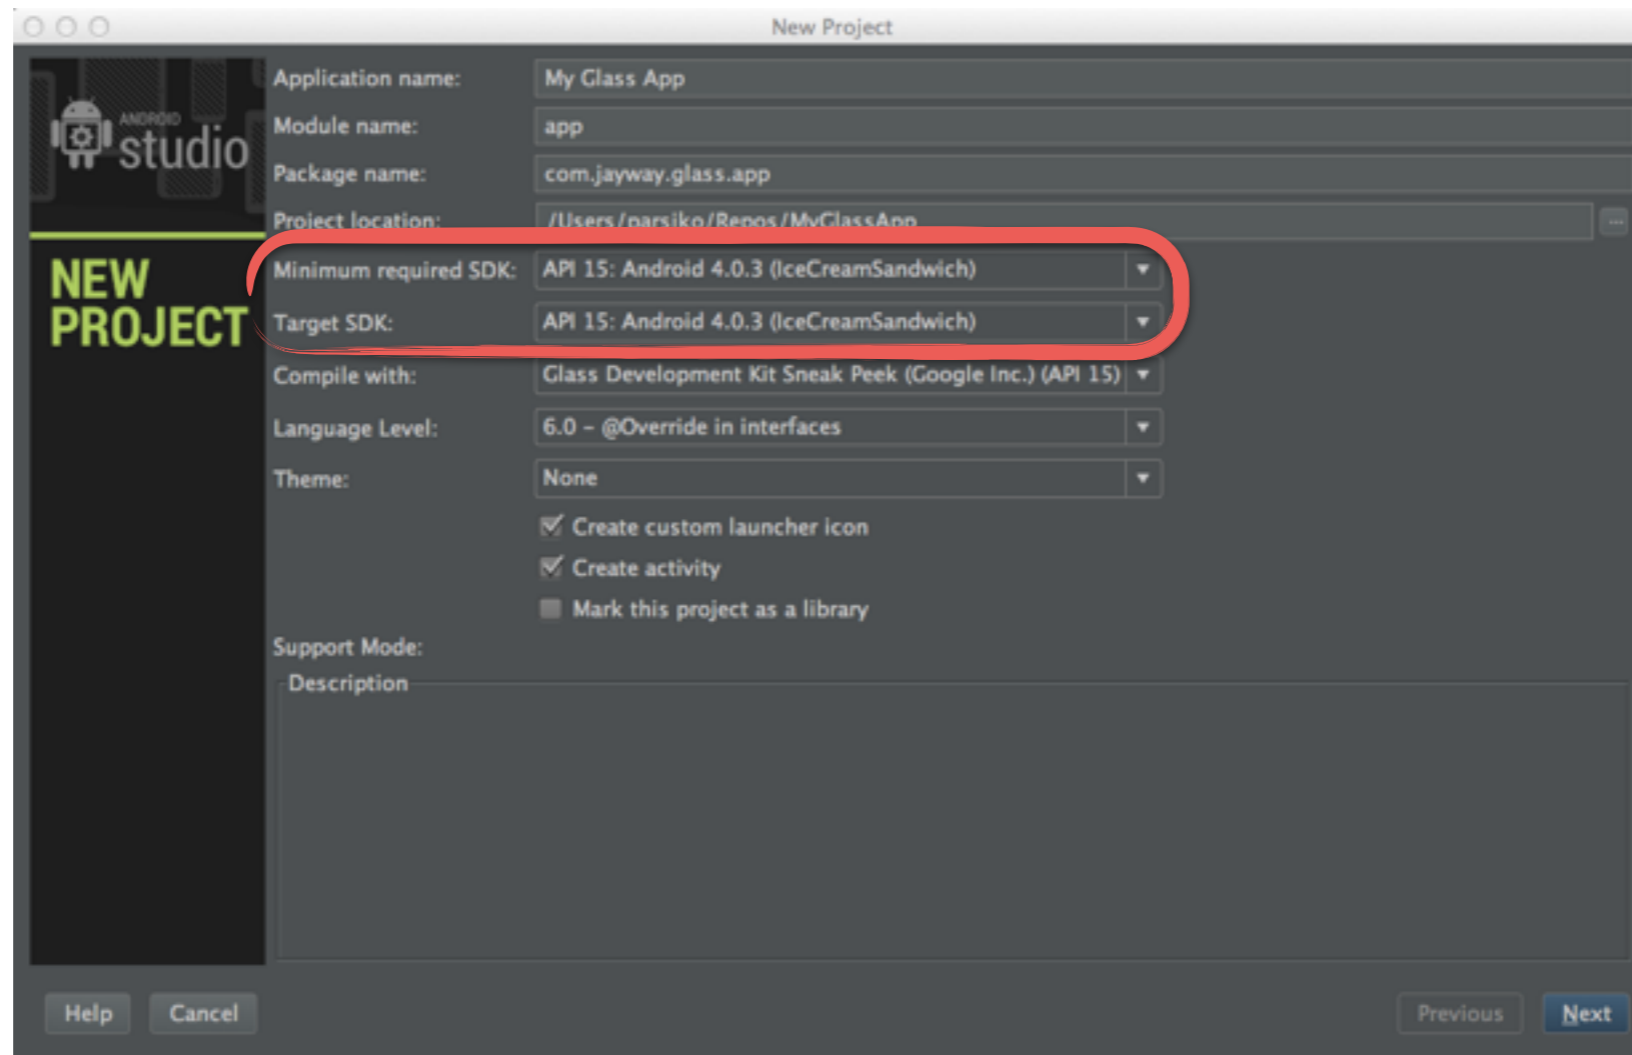 New Project
ANDROID
studio
NEW
PROJECT
Application name: My Glass App
Module name: app
Package name: com.jayway.glass.app
Project location: /Users/parsiko/Repos/MyGlassApp ...
Minimum required SDK: API 15: Android 4.0.3 (IceCreamSandwich)
Target SDK: API 15: Android 4.0.3 (IceCreamSandwich)
Compile with: Glass Development Kit Sneak Peek (Google Inc.) (API 15)
Language Level: 6.0 – @Override in interfaces
Theme: None
Create custom launcher icon
Create activity
Mark this project as a library
Support Mode:
Description
Help Cancel Previous Next